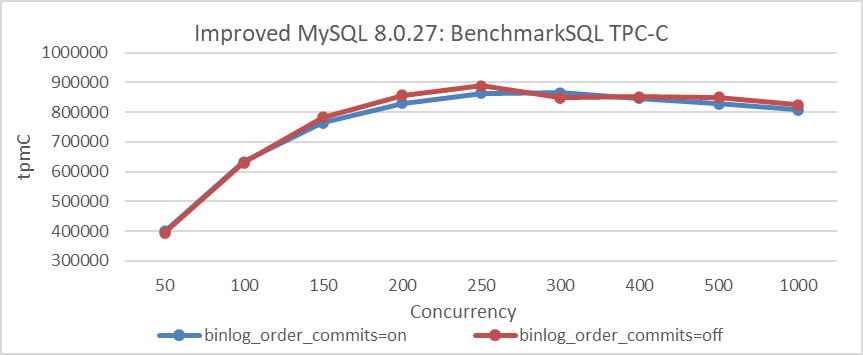 Improved MySQL 8.0.27: BenchmarkSQL TPC-C
1000000
900000
800000
700000
600000
500000
400000
300000
tpmC
50 100 150 200 250 300 400 500 1000
Concurrency
binlog_order_commits=on binlog_order_commits=off